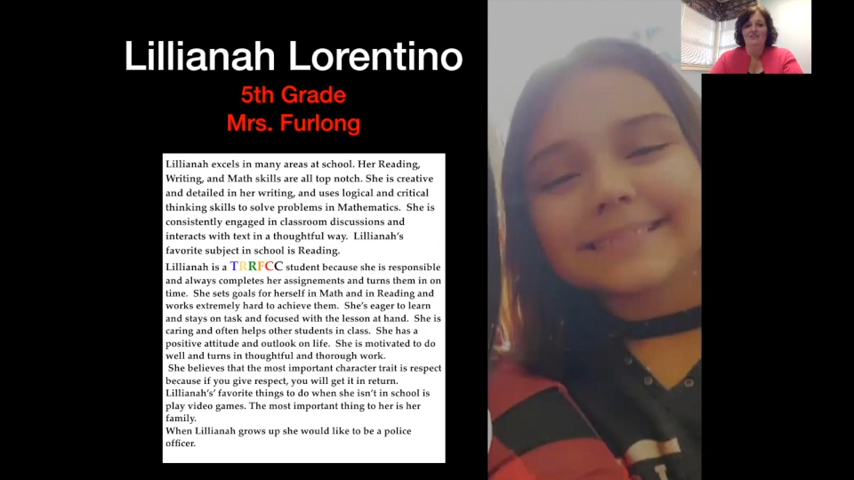 Lillianah Lorentino
5th Grade
Mrs. Furlong
Lillianah excels in many areas at school. Her Reading,
Writing, and Math skills are all top notch. She is creative
and detailed in her writing, and uses logical and critical
thinking skills to solve problems in Mathematics. She is
consistently engaged in classroom discussions and
interacts with text in a thoughtful way. Lillianah's
favorite subject in school is Reading.
Lillianah is a TRRFCC student because she is responsible
and always completes her assignements and turns them in on
time. She sets goals for herself in Math and in Reading and
works extremely hard to achieve them. She's eager to learn
and stays on task and focused with the lesson at hand. She is
caring and often helps other students in class. She has a
positive attitude and outlook on life. She is motivated to do
well and turns in thoughtful and thorough work.
She believes that the most important character trait is respect
because if you give respect, you will get it in return.
Lillianah's' favorite things to do when she isn't in school is
play video games. The most important thing to her is her
family.
When Lillianah grows up she would like to be a police
officer.